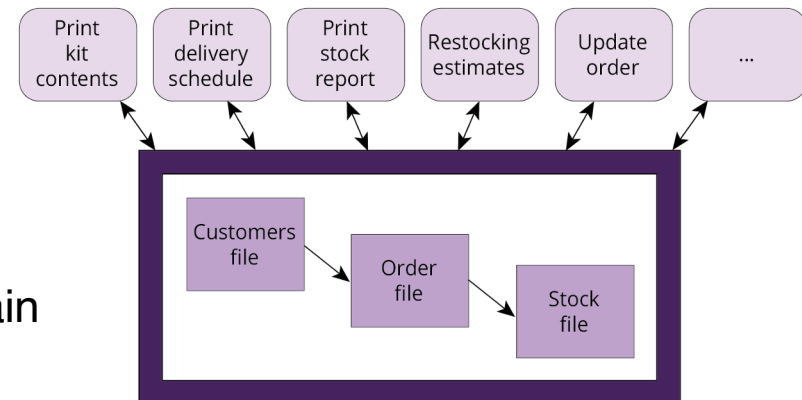 Print
kit
contents
Print
delivery
schedule
Print
stock
report
Restocking
estimates
Update
order
...
Customers
file
Order
file
Stock
file